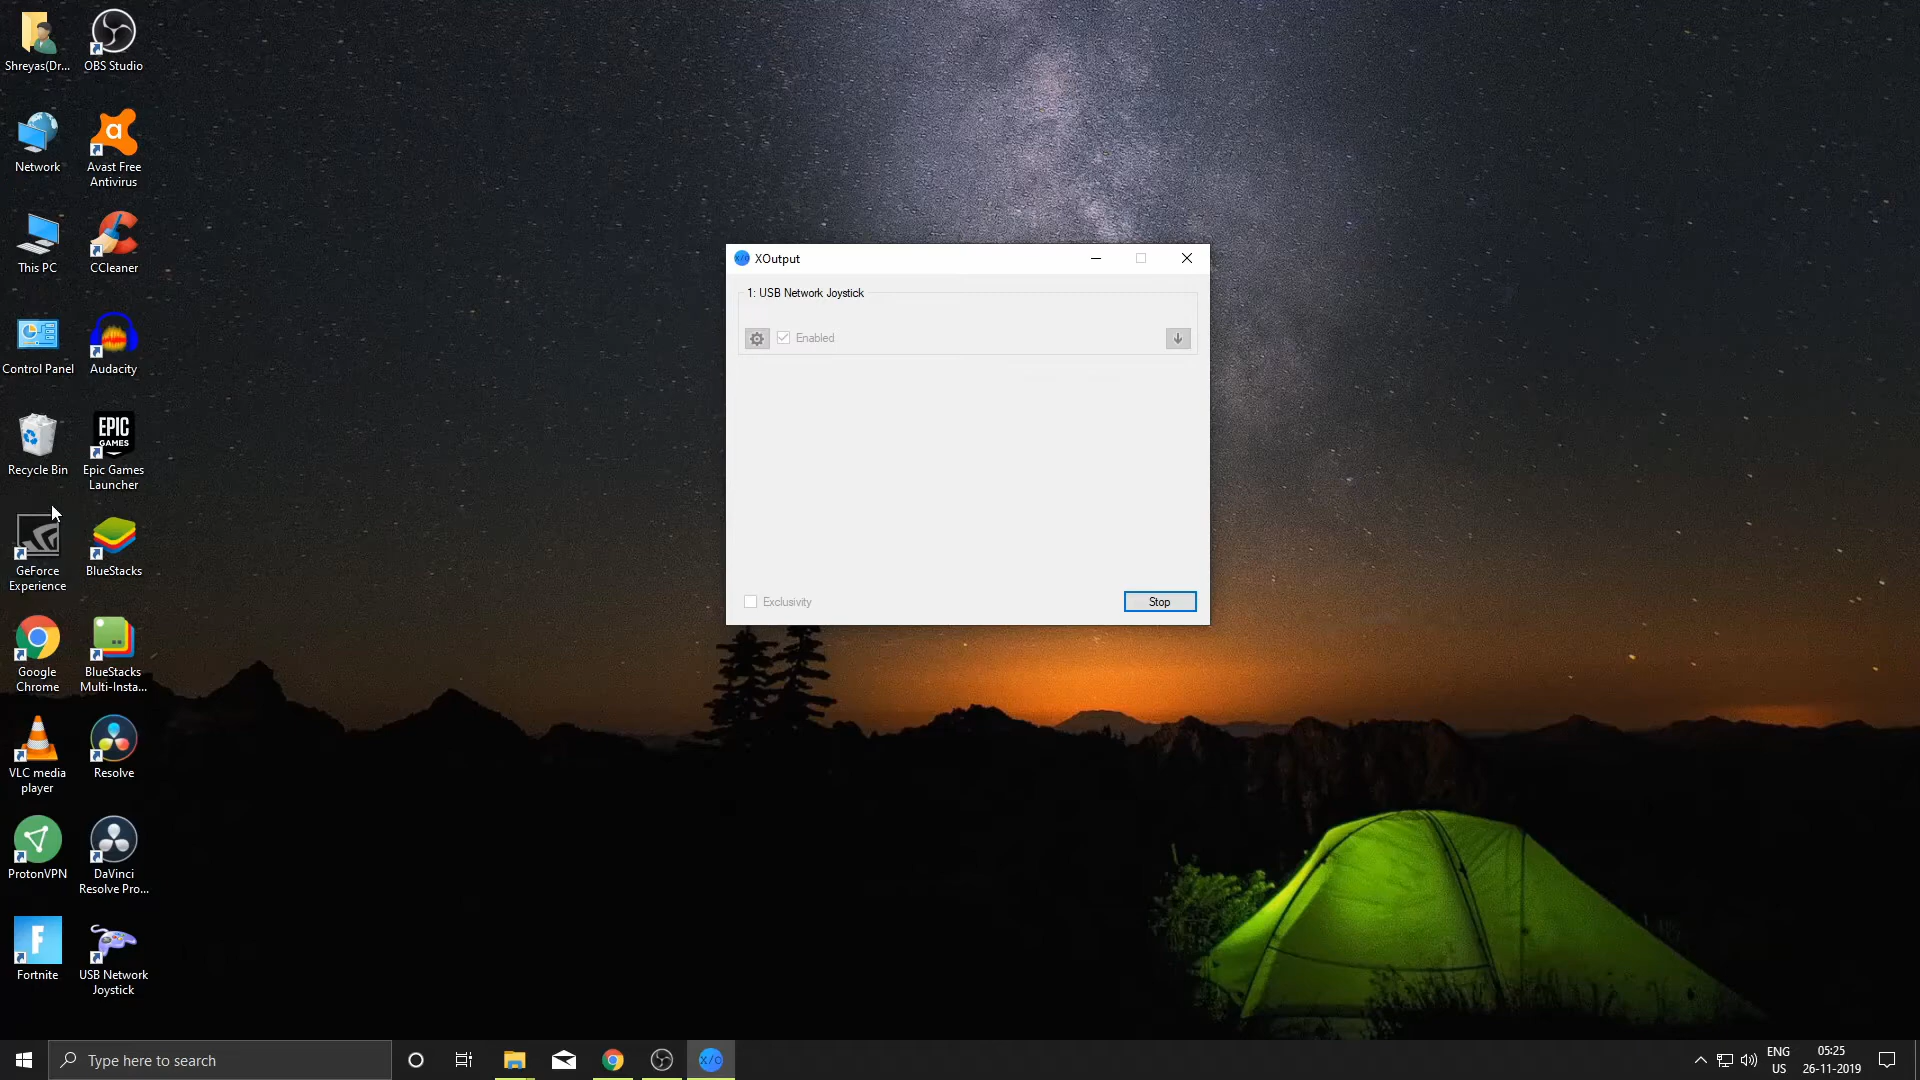 Shreyas(Dr...
OBS Studio
Network
Avast Free
Antivirus
This PC
CCleaner
Control Panel
Audacity
Recycle Bin
EPIC
GAMES
Epic Games
Launcher
GeForce
Experience
BlueStacks
Google
Chrome
BlueStacks
Multi-Insta...
VLC media
player
Resolve
ProtonVPN
DaVinci
Resolve Pro...
Fortnite
USB Network
Joystick
XOutput
1: USB Network Joystick
Enabled
Exclusivity
Stop
Type here to search
X/O
ENG
US
05:25
26-11-2019